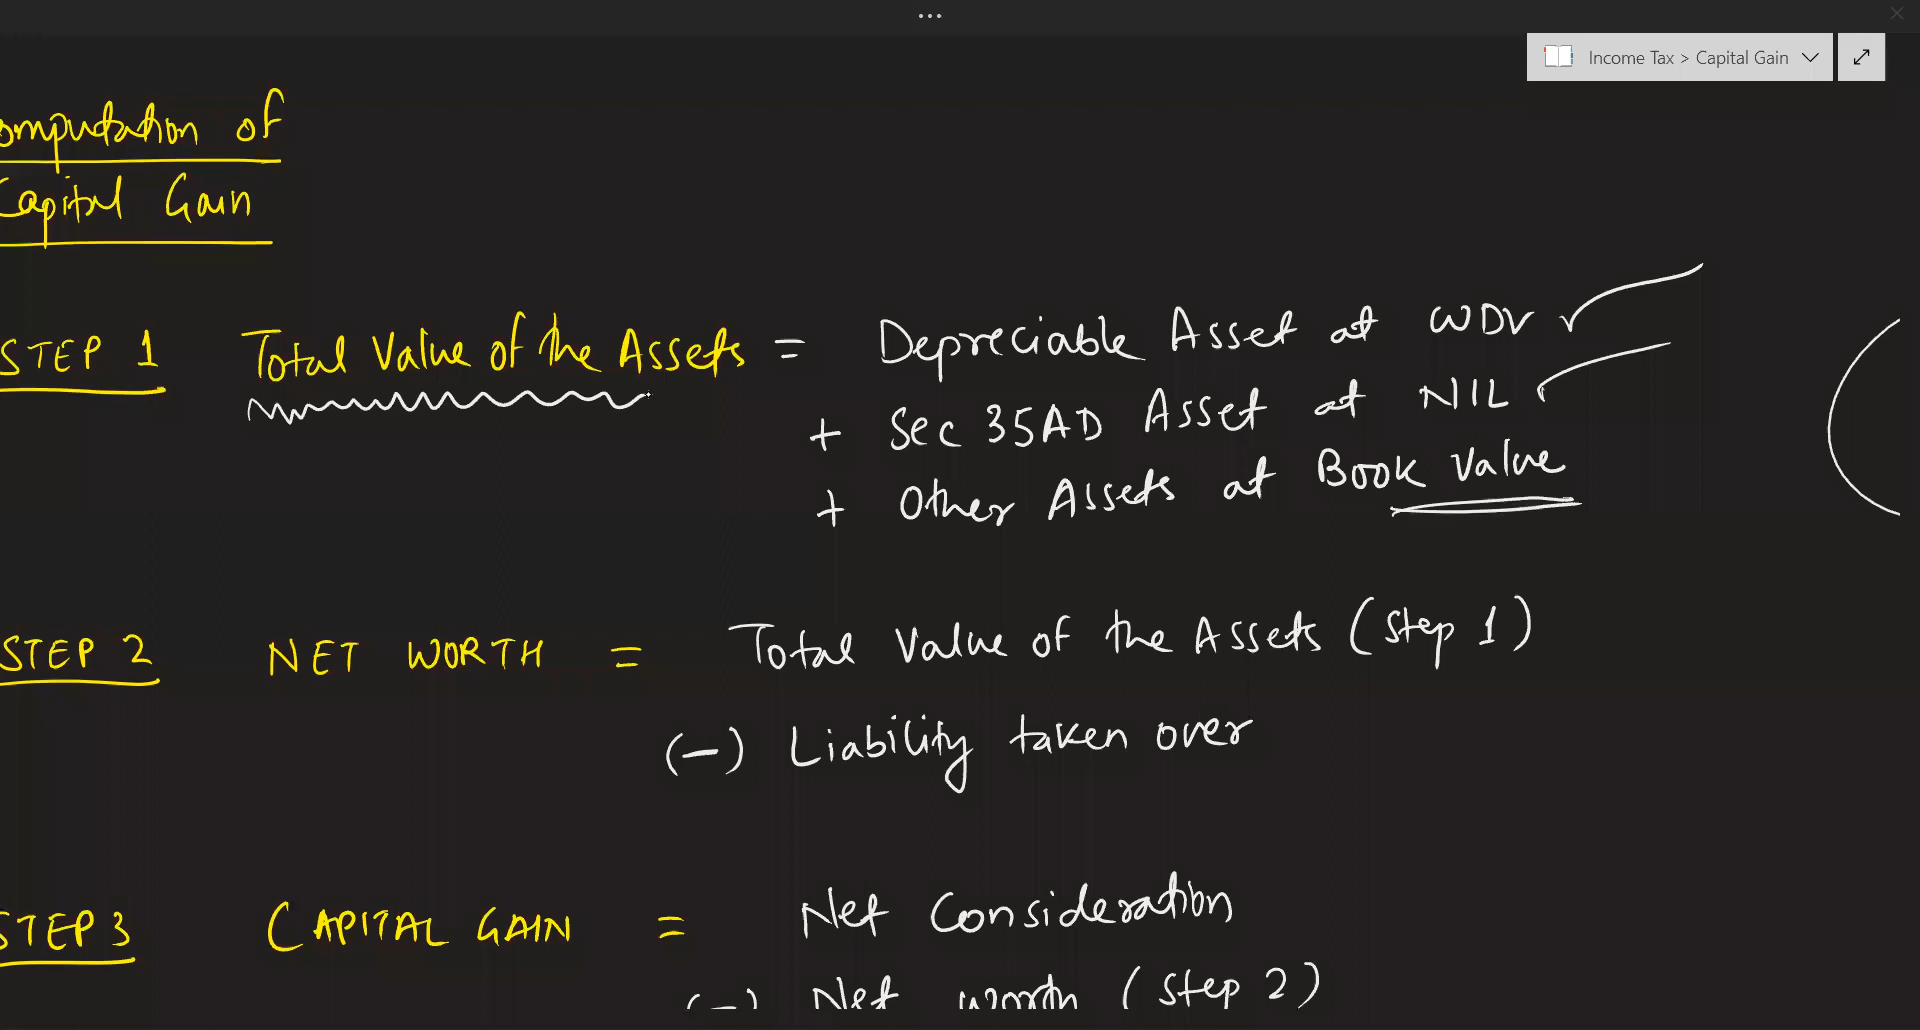 ...
Income Tax > Capital Gain
omputation of
Capital Gain
STEP 1 Total Value of the Assets = Depreciable Asset at WDV ✓
+ Sec 35AD Asset at NIL ✓
+ Other Assets at Book Value
STEP 2 NET WORTH = Total Value of the Assets (Step 1)
(-) Liability taken over
STEP 3 CAPITAL GAIN = Net Consideration
(-) Net worth (Step 2)